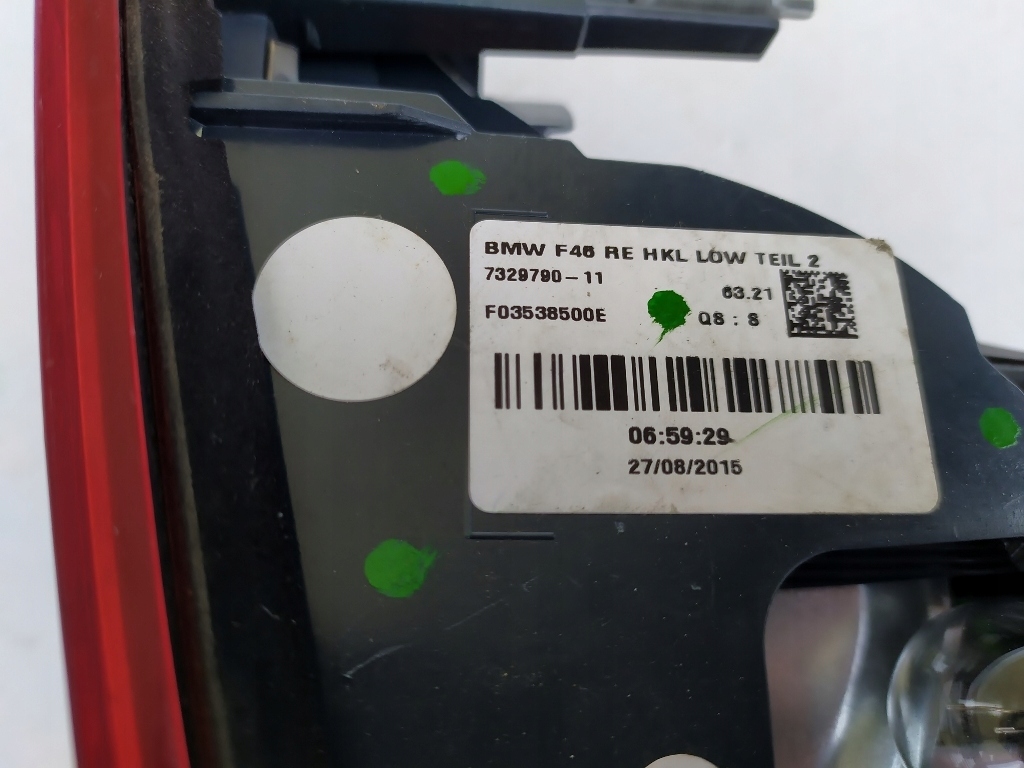 BMW F46 RE HKL LOW TEIL 2
7329790-11
63.21
F03538500E
Q8 : 8
06:59:29
27/08/2015